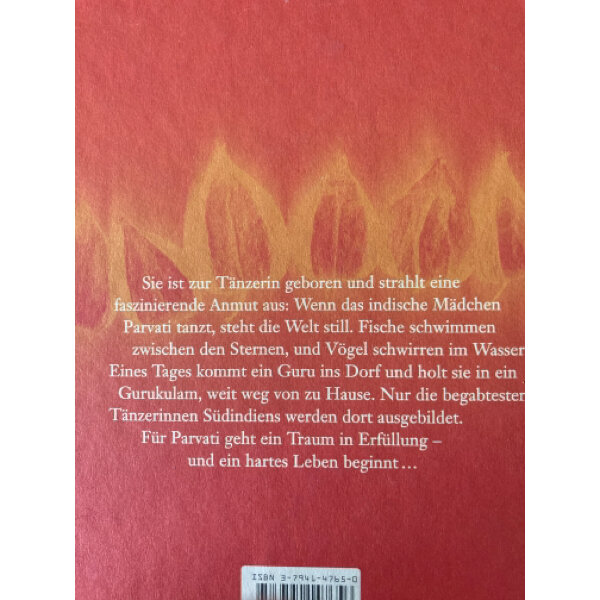 Sie ist zur Tänzerin geboren und strahlt eine
faszinierende Anmut aus: Wenn das indische Mädchen
Parvati tanzt, steht die Welt still. Fische schwimmen
zwischen den Sternen, und Vögel schwirren im Wasser
Eines Tages kommt ein Guru ins Dorf und holt sie in ein
Gurukulam, weit weg von zu Hause. Nur die begabtesten
Tänzerinnen Südindiens werden dort ausgebildet.
Für Parvati geht ein Traum in Erfüllung –
und ein hartes Leben beginnt ...
ISBN 3-7941-4765-0